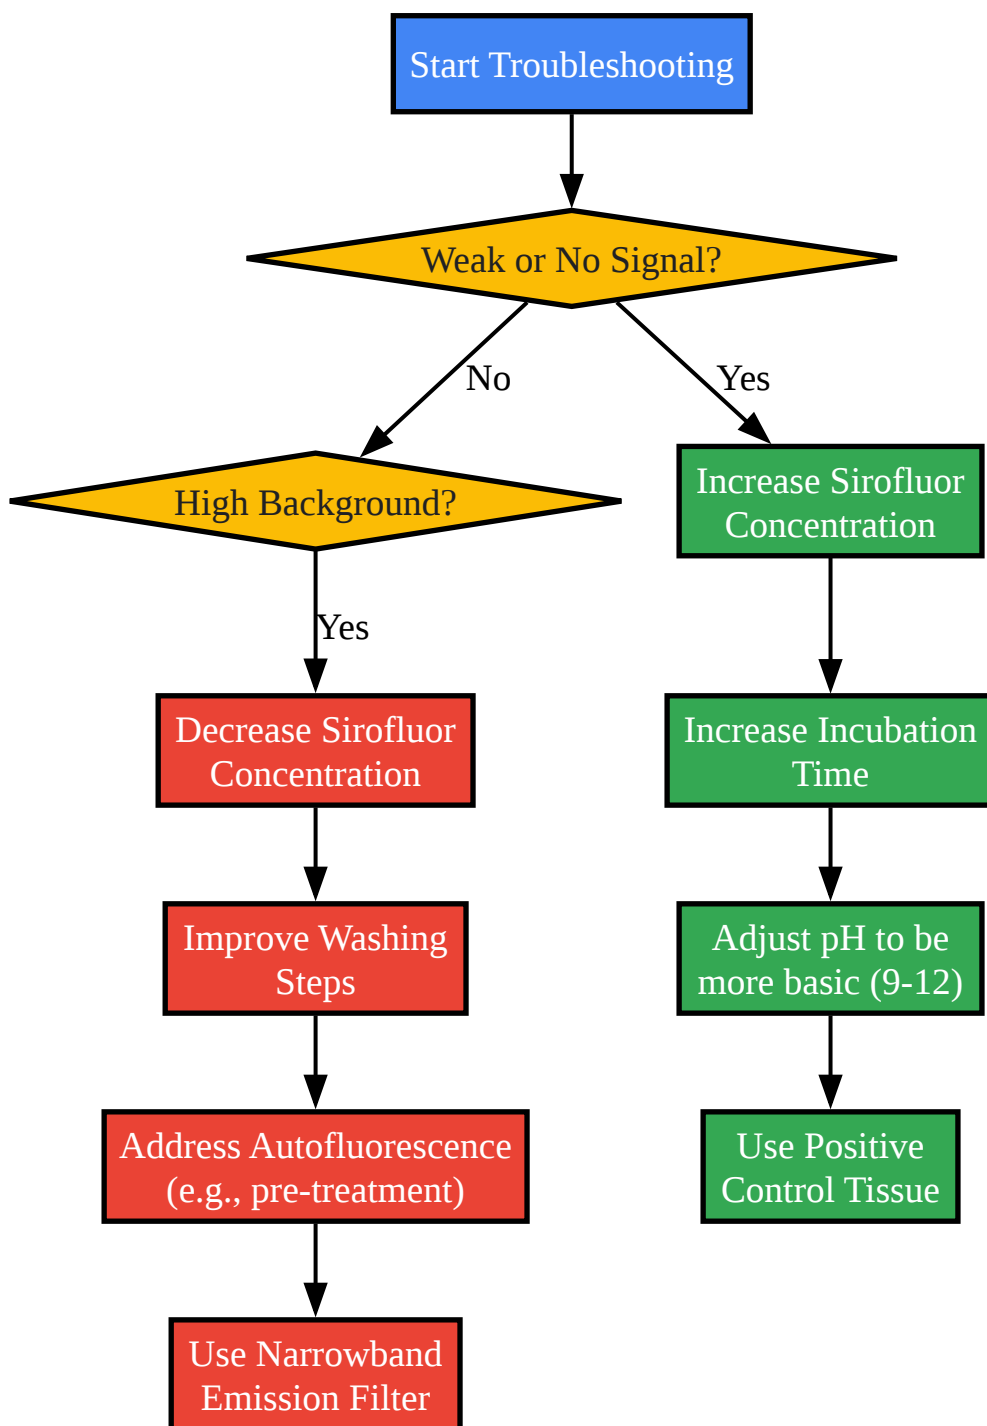 Start Troubleshooting
Weak or No Signal?
No
Yes
High Background?
Increase Sirofluor
Concentration
Yes
Decrease Sirofluor
Concentration
Increase Incubation
Time
Improve Washing
Steps
Adjust pH to be
more basic (9-12)
Address Autofluorescence
(e.g., pre-treatment)
Use Positive
Control Tissue
Use Narrowband
Emission Filter